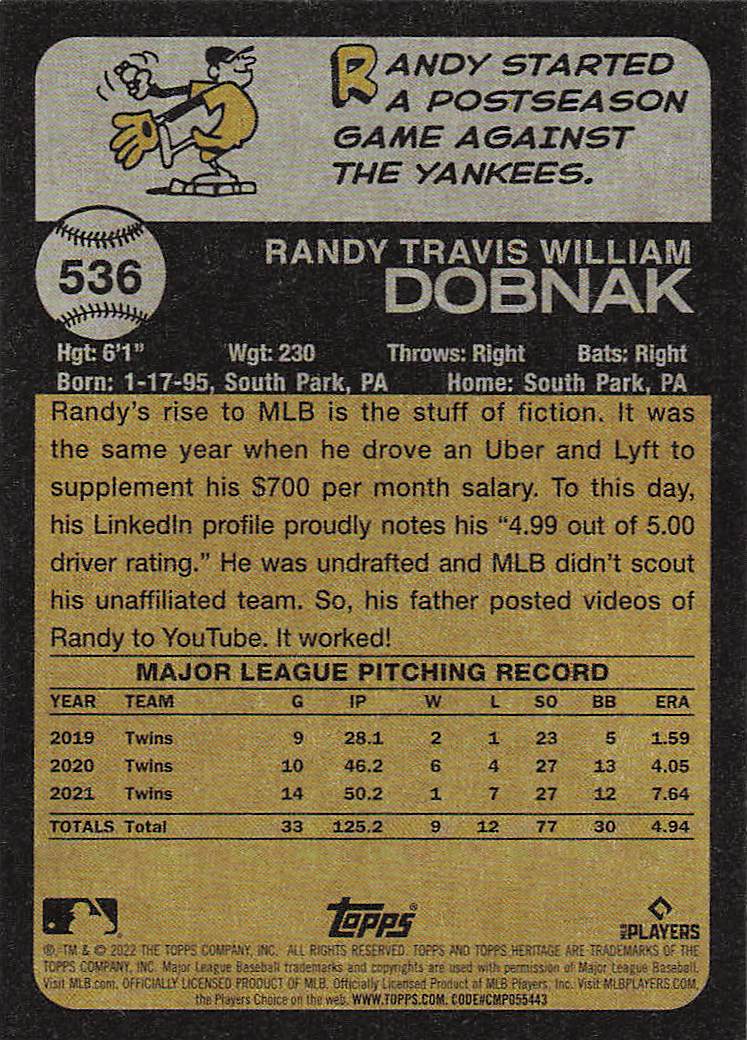 RANDY STARTED
A POSTSEASON
GAME AGAINST
THE YANKEES.
536
RANDY TRAVIS WILLIAM
DOBNAK
Hgt: 6'1" Wgt: 230 Throws: Right Bats: Right
Born: 1-17-95, South Park, PA Home: South Park, PA
Randy's rise to MLB is the stuff of fiction. It was
the same year when he drove an Uber and Lyft to
supplement his $700 per month salary. To this day,
his LinkedIn profile proudly notes his "4.99 out of 5.00
driver rating." He was undrafted and MLB didn't scout
his unaffiliated team. So, his father posted videos of
Randy to YouTube. It worked!
MAJOR LEAGUE PITCHING RECORD
YEAR TEAM G IP W L SO BB ERA
2019 Twins 9 28.1 2 1 23 5 1.59
2020 Twins 10 46.2 6 4 27 13 4.05
2021 Twins 14 50.2 1 7 27 12 7.64
TOTALS Total 33 125.2 9 12 77 30 4.94
Topps® MLB PLAYERS
®, TM & © 2022 THE TOPPS COMPANY, INC. ALL RIGHTS RESERVED. TOPPS AND TOPPS HERITAGE ARE TRADEMARKS OF THE
TOPPS COMPANY, INC. Major League Baseball trademarks and copyrights are used with permission of Major League Baseball.
Visit MLB.com. OFFICIALLY LICENSED PRODUCT OF MLB. Officially Licensed Product of MLB Players, Inc. Visit MLBPLAYERS.COM,
the Players Choice on the web. WWW.TOPPS.COM. CODE#CMP055443